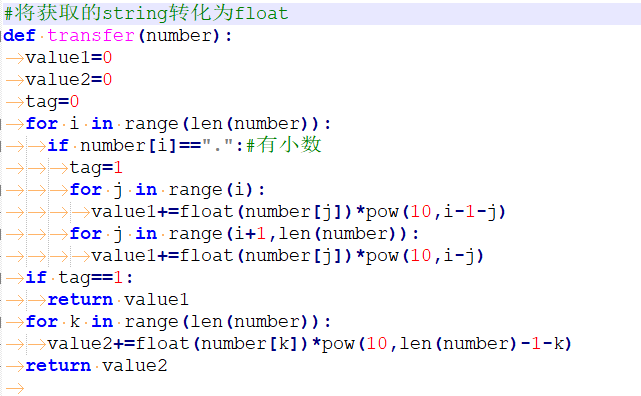 #将获取的string转化为float
def transfer(number):
value1=0
value2=0
tag=0
for i in range(len(number)):
if number[i]==".":#有小数
tag=1
for j in range(i):
value1+=float(number[j])*pow(10,i-1-j)
for j in range(i+1,len(number)):
value1+=float(number[j])*pow(10,i-j)
if tag==1:
return value1
for k in range(len(number)):
value2+=float(number[k])*pow(10,len(number)-1-k)
return value2